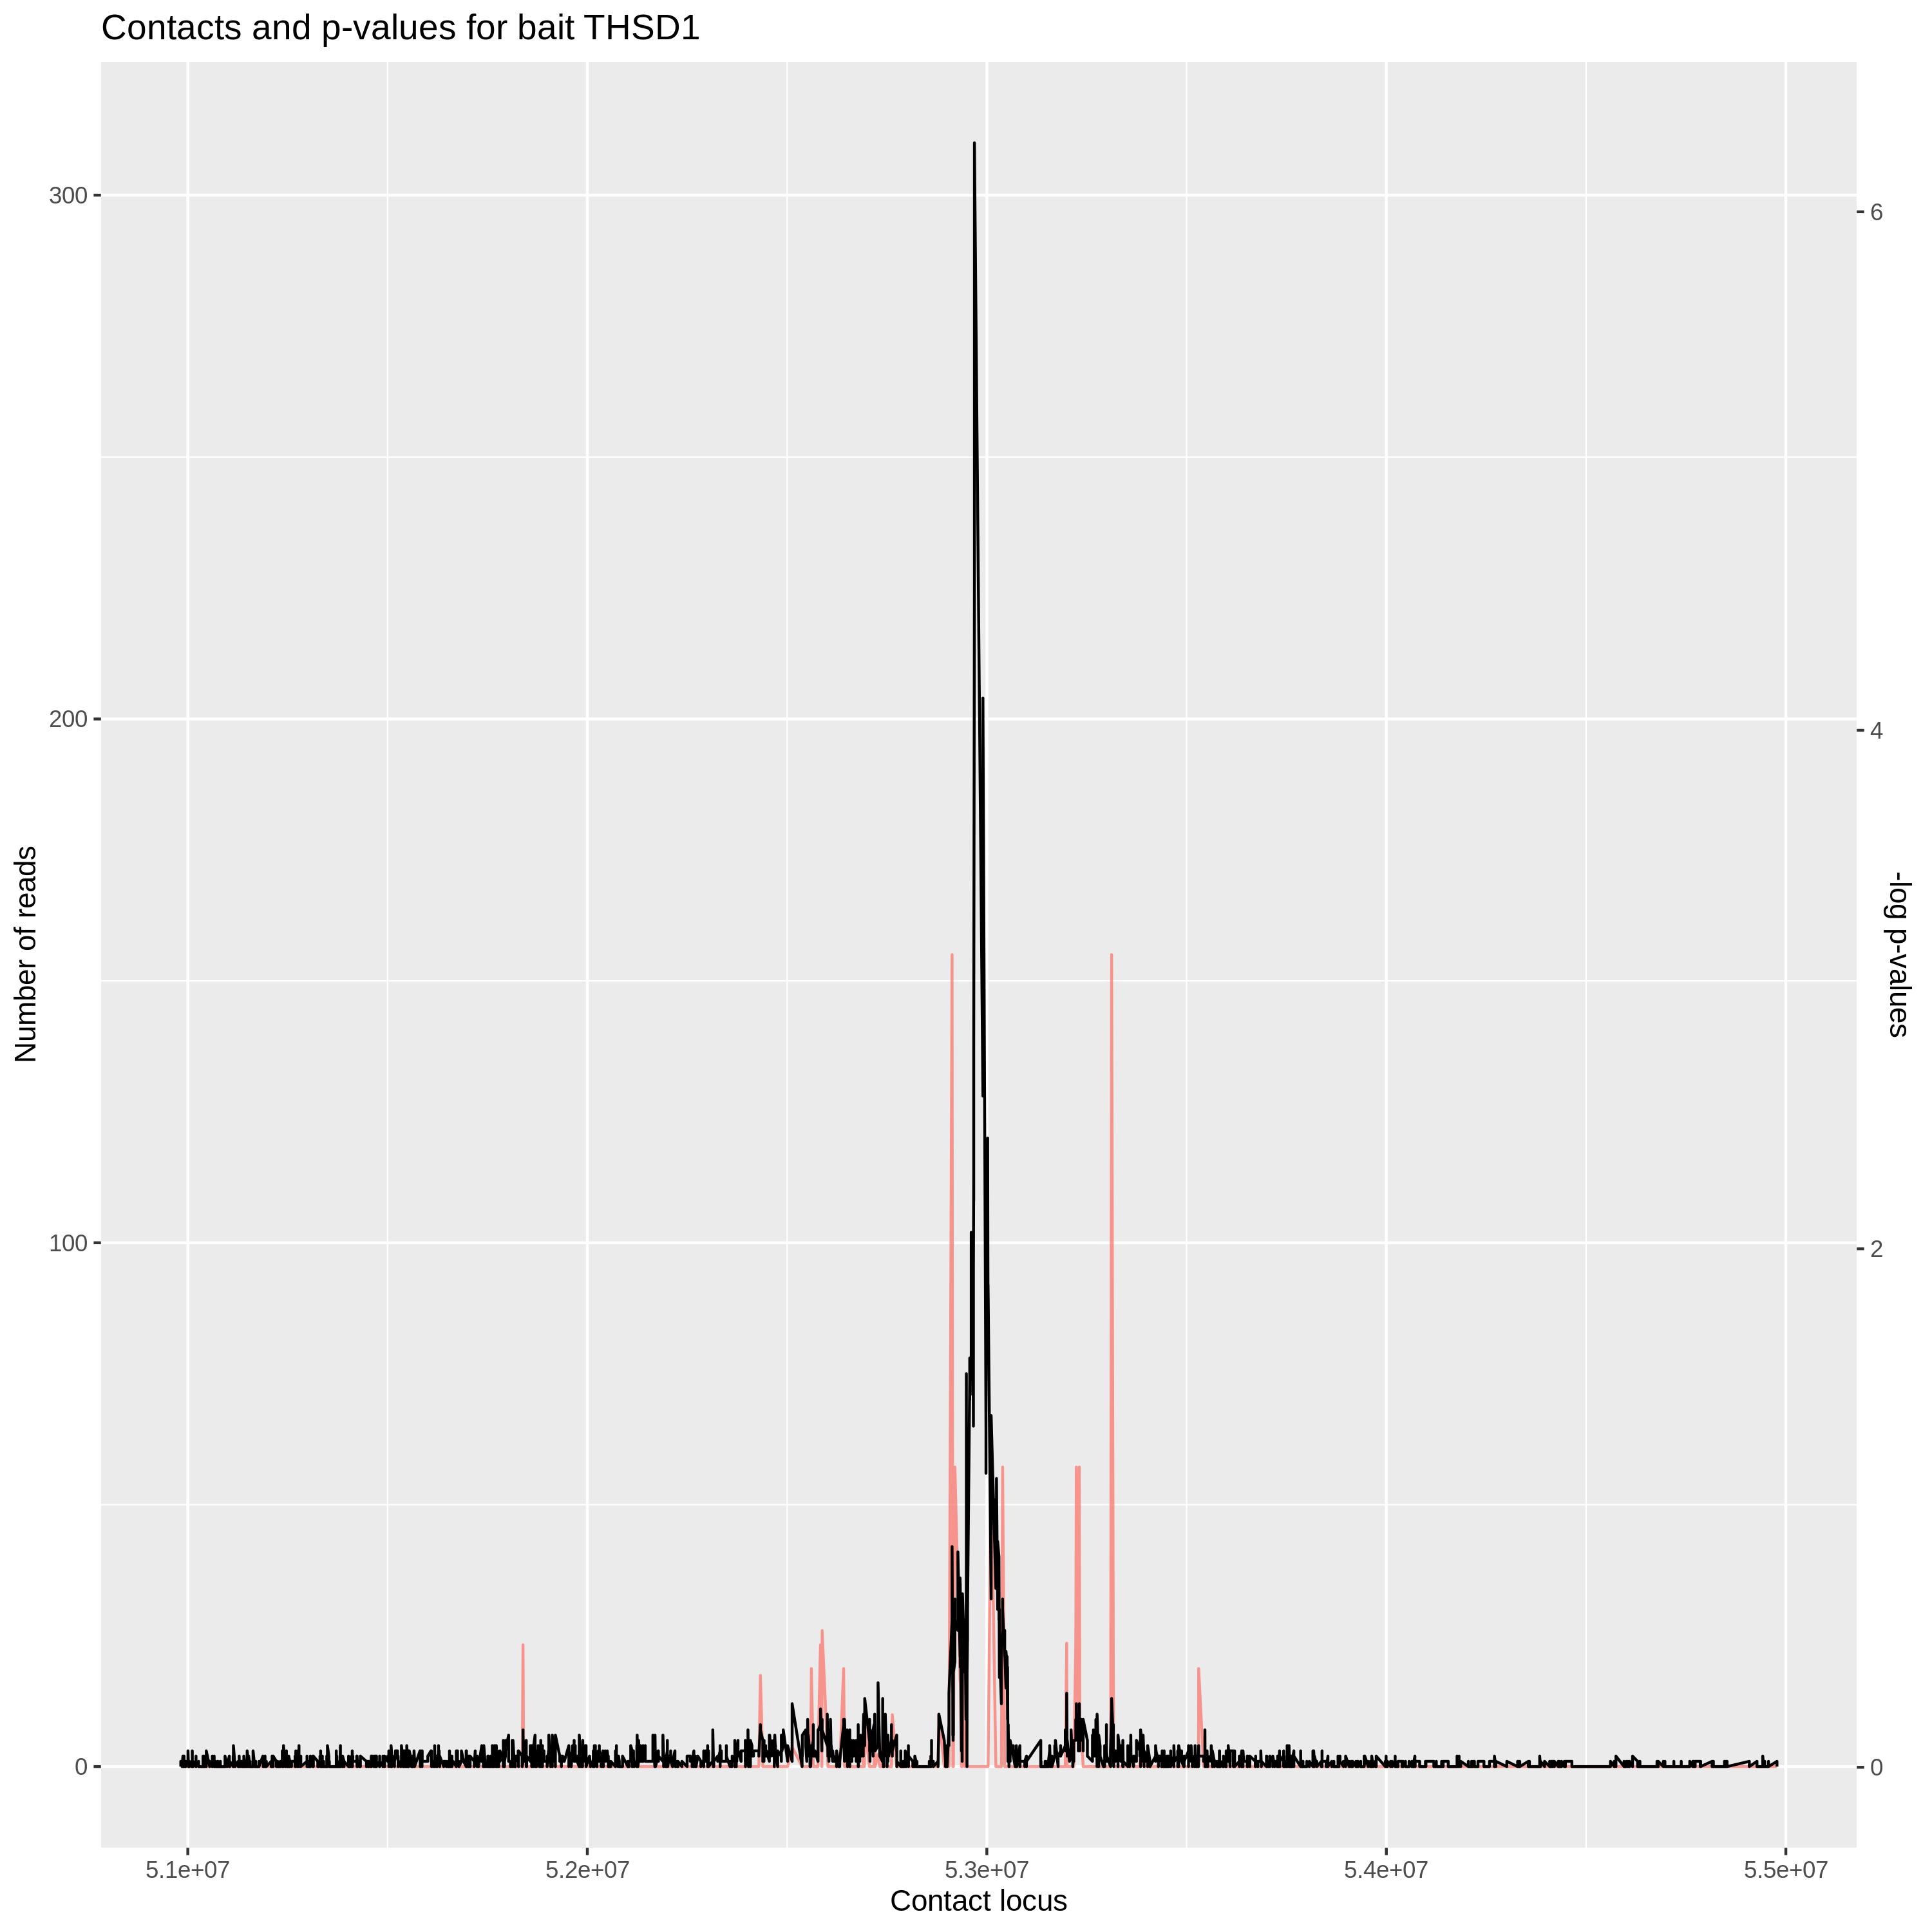 Contacts and p-values for bait THSD1
300
200
100
0
6
4
2
0
Number of reads
-log p-values
5.1e+07 5.2e+07 5.3e+07 5.4e+07 5.5e+07
Contact locus